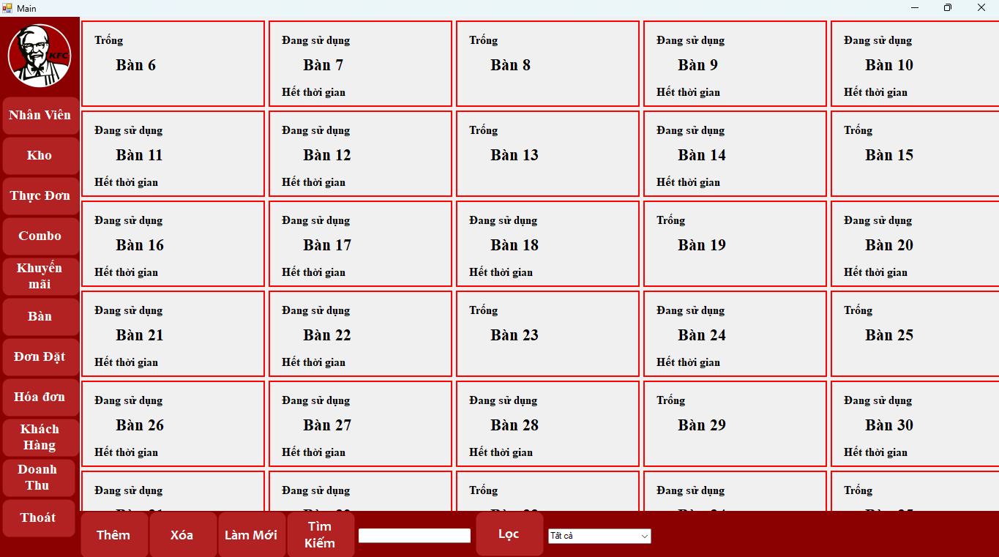 Main
KFC
Nhân Viên
Kho
Thực Đơn
Combo
Khuyến
mãi
Bàn
Đơn Đặt
Hóa đơn
Khách
Hàng
Doanh
Thu
Thoát
Trống
Bàn 6
Đang sử dụng
Bàn 7
Hết thời gian
Trống
Bàn 8
Đang sử dụng
Bàn 9
Hết thời gian
Đang sử dụng
Bàn 10
Hết thời gian
Đang sử dụng
Bàn 11
Hết thời gian
Đang sử dụng
Bàn 12
Hết thời gian
Trống
Bàn 13
Đang sử dụng
Bàn 14
Hết thời gian
Trống
Bàn 15
Đang sử dụng
Bàn 16
Hết thời gian
Đang sử dụng
Bàn 17
Hết thời gian
Đang sử dụng
Bàn 18
Hết thời gian
Trống
Bàn 19
Đang sử dụng
Bàn 20
Hết thời gian
Đang sử dụng
Bàn 21
Hết thời gian
Đang sử dụng
Bàn 22
Hết thời gian
Trống
Bàn 23
Đang sử dụng
Bàn 24
Hết thời gian
Trống
Bàn 25
Đang sử dụng
Bàn 26
Hết thời gian
Đang sử dụng
Bàn 27
Hết thời gian
Đang sử dụng
Bàn 28
Hết thời gian
Trống
Bàn 29
Đang sử dụng
Bàn 30
Hết thời gian
Đang sử dụng
Đang sử dụng
Trống
Đang sử dụng
Trống
Thêm
Xóa
Làm Mới
Tìm
Kiếm
Lọc
Tất cả